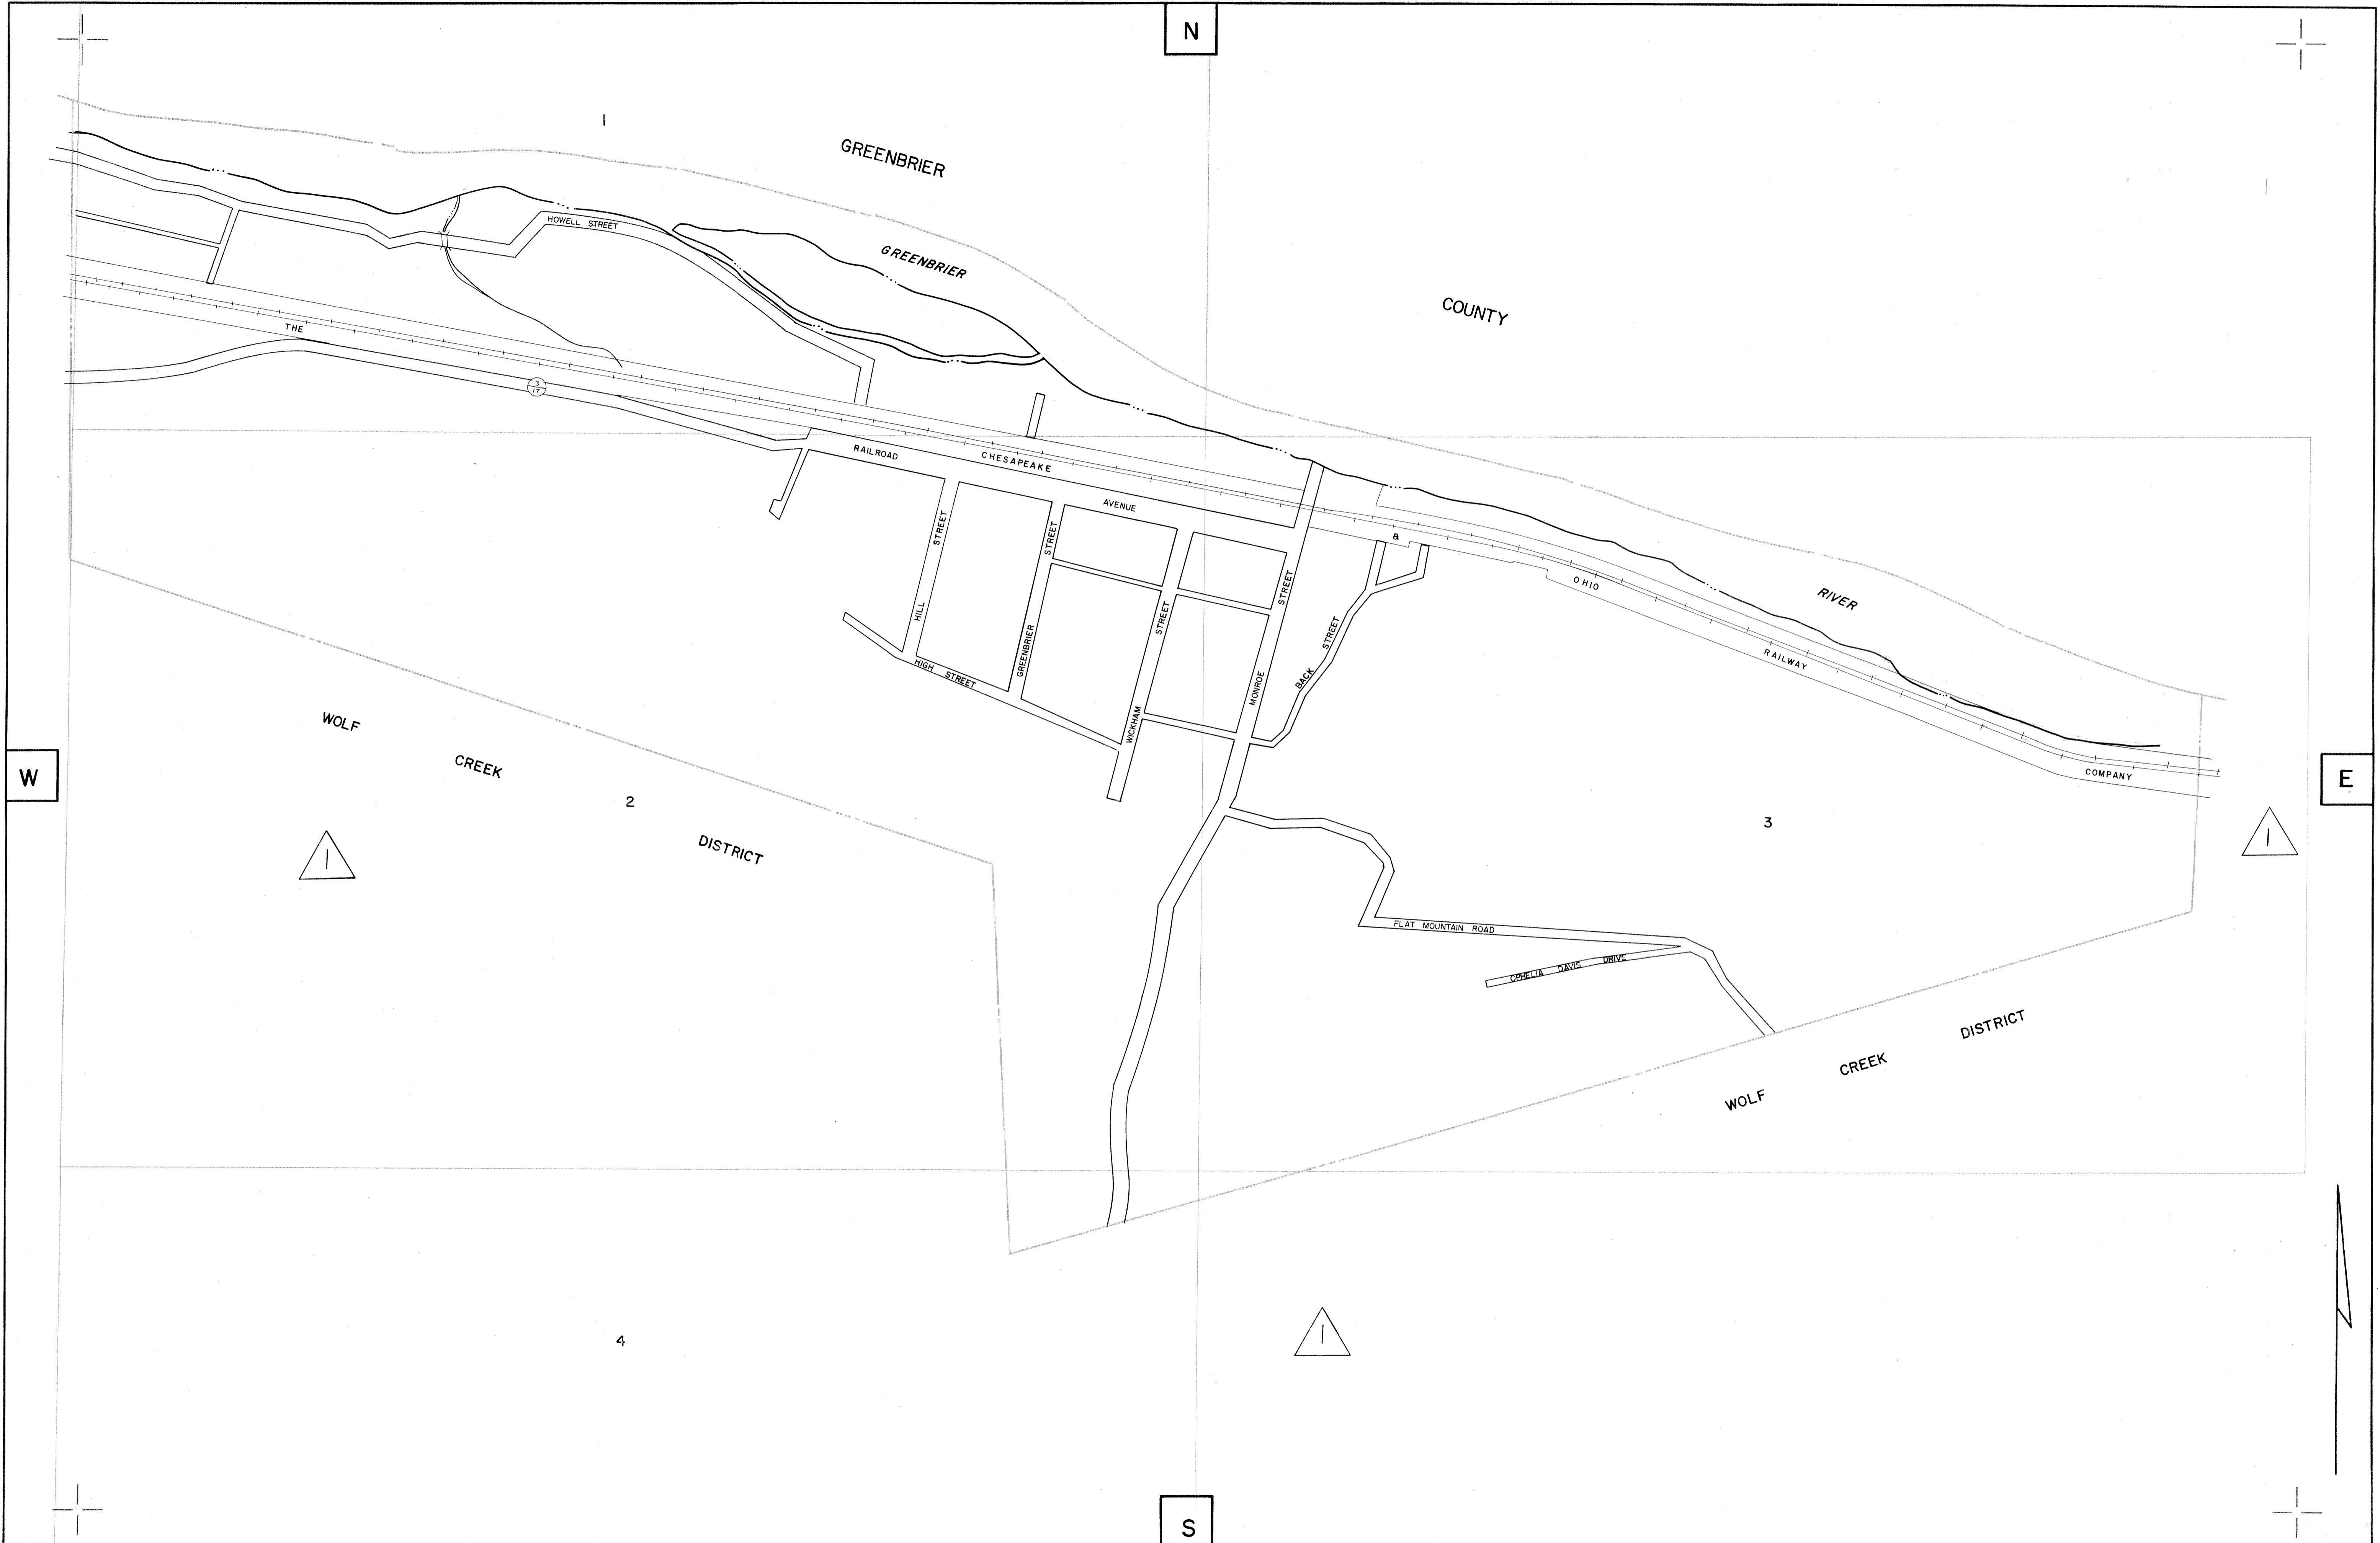 N
1
GREENBRIER
COUNTY
HOWELL STREET
GREENBRIER
RIVER
THE
CHESAPEAKE
&
OHIO
RAILWAY
COMPANY
3
17
RAILROAD
AVENUE
HILL STREET
GREENBRIER STREET
WICKHAM STREET
MONROE STREET
BACK STREET
HIGH STREET
WOLF CREEK DISTRICT
W
E
2
3
1
1
FLAT MOUNTAIN ROAD
OPHELIA DAVIS DRIVE
WOLF CREEK DISTRICT
4
1
S